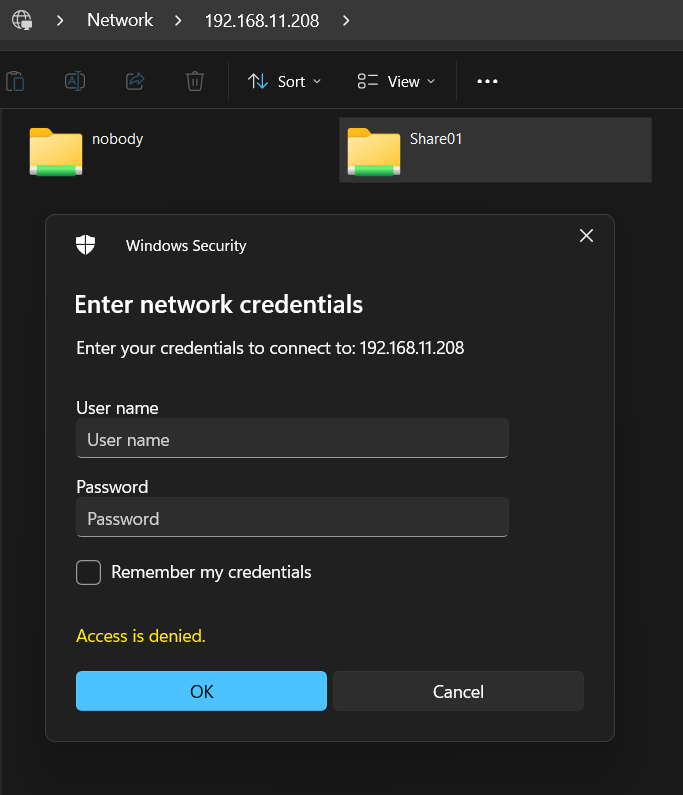 Network 192.168.11.208
Sort View
nobody Share01
Windows Security
Enter network credentials
Enter your credentials to connect to: 192.168.11.208
User name
User name
Password
Password
Remember my credentials
Access is denied.
OK Cancel